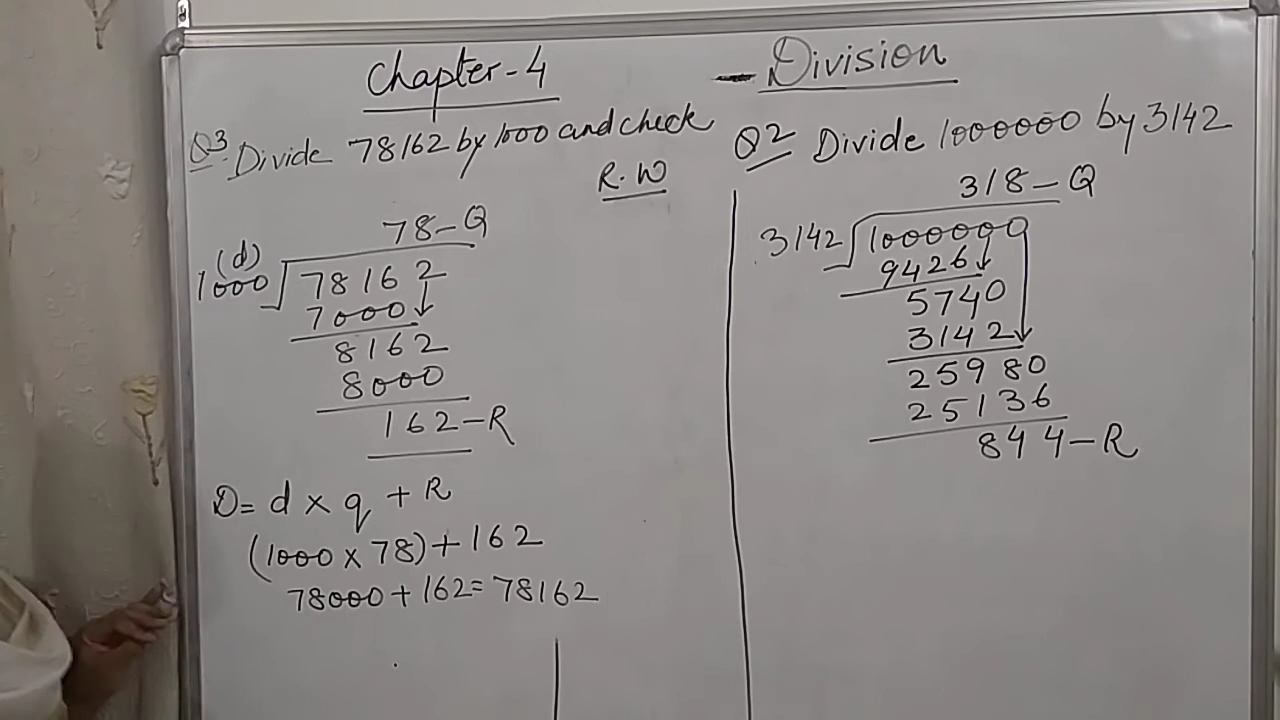 Chapter-4 - Division
Q3. Divide 78162 by 1000 and check
R.W
78-Q
(d)
1000 78162
7000
8162
8000
162-R
D= d x q + R
(1000 x 78)+162
78000+162=78162
Q2 Divide 1000000 by 3142
318-Q
3142 1000000
9426
5740
3142
25980
25136
844-R